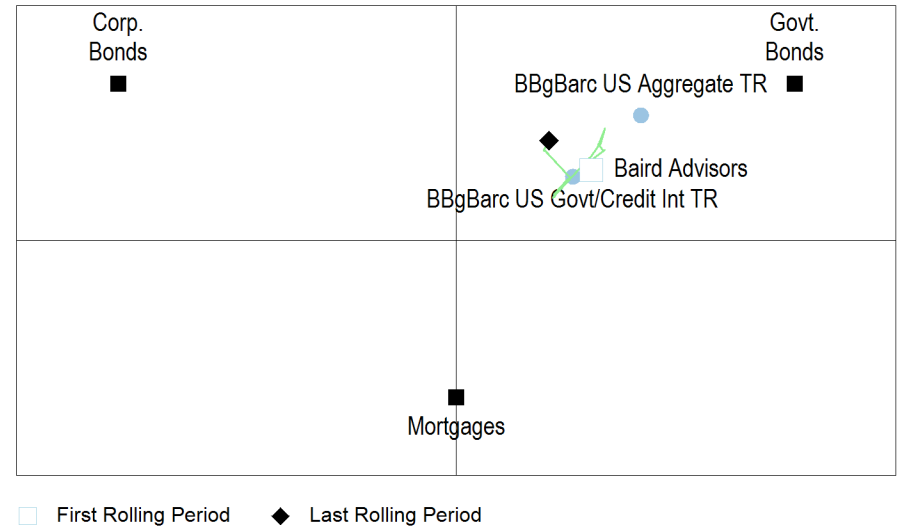 Corp.
Bonds
Govt.
Bonds
BBgBarc US Aggregate TR
Baird Advisors
BBgBarc US Govt/Credit Int TR
Mortgages
First Rolling Period
Last Rolling Period